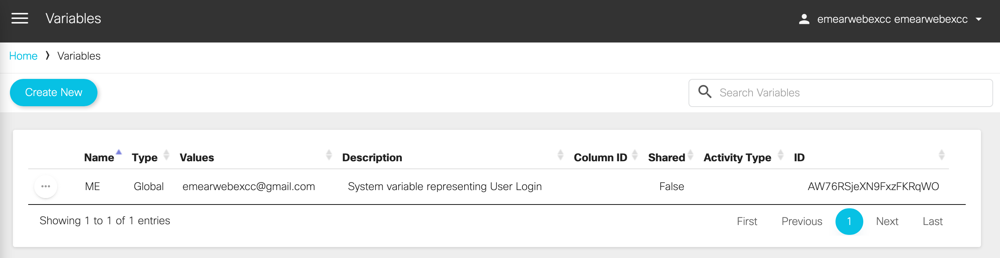 Variables
emearwebexcc emearwebexcc
Home ❯ Variables
Create New
Search Variables
Name Type Values Description Column ID Shared Activity Type ID
ME Global emearwebexcc@gmail.com System variable representing User Login False AW76RSjeXN9FxzFKRqWO
Showing 1 to 1 of 1 entries
First Previous 1 Next Last